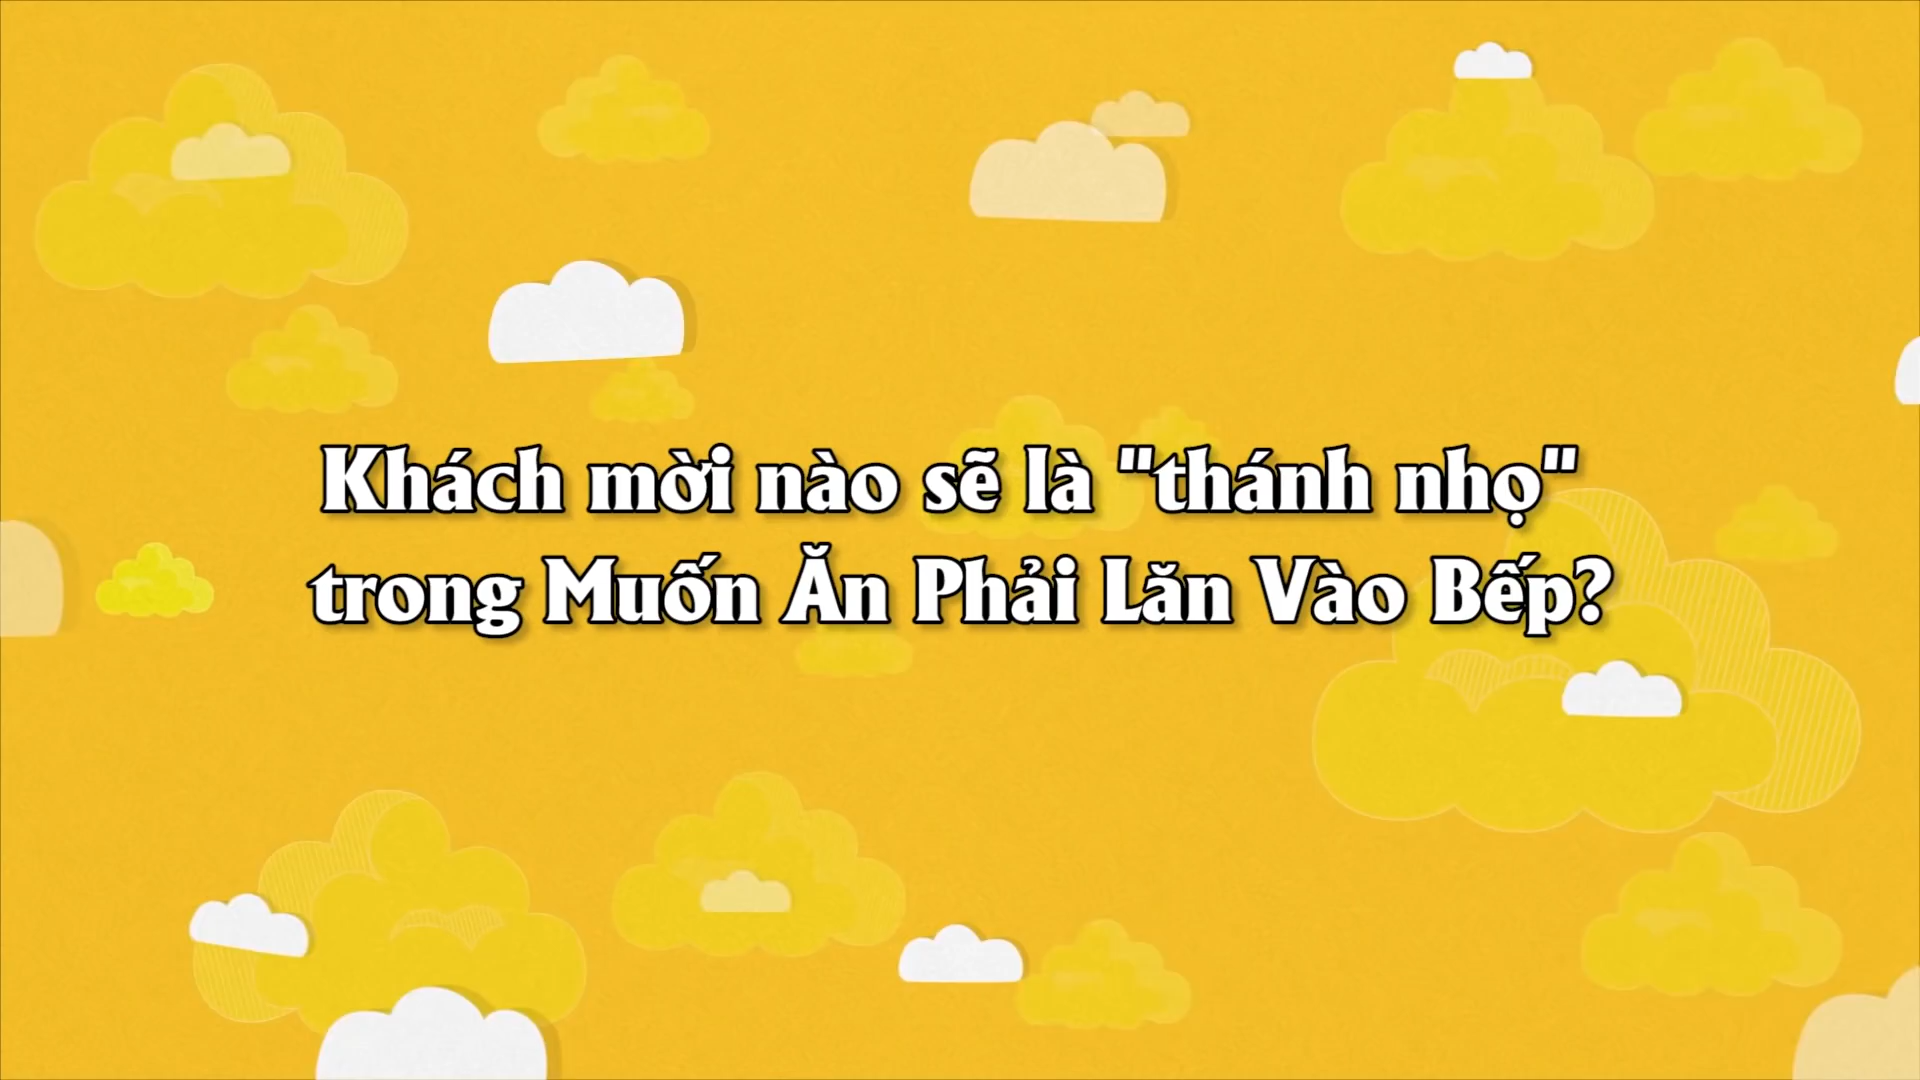 Khách mời nào sẽ là "thánh nhọ"
trong Muốn Ăn Phải Lăn Vào Bếp?